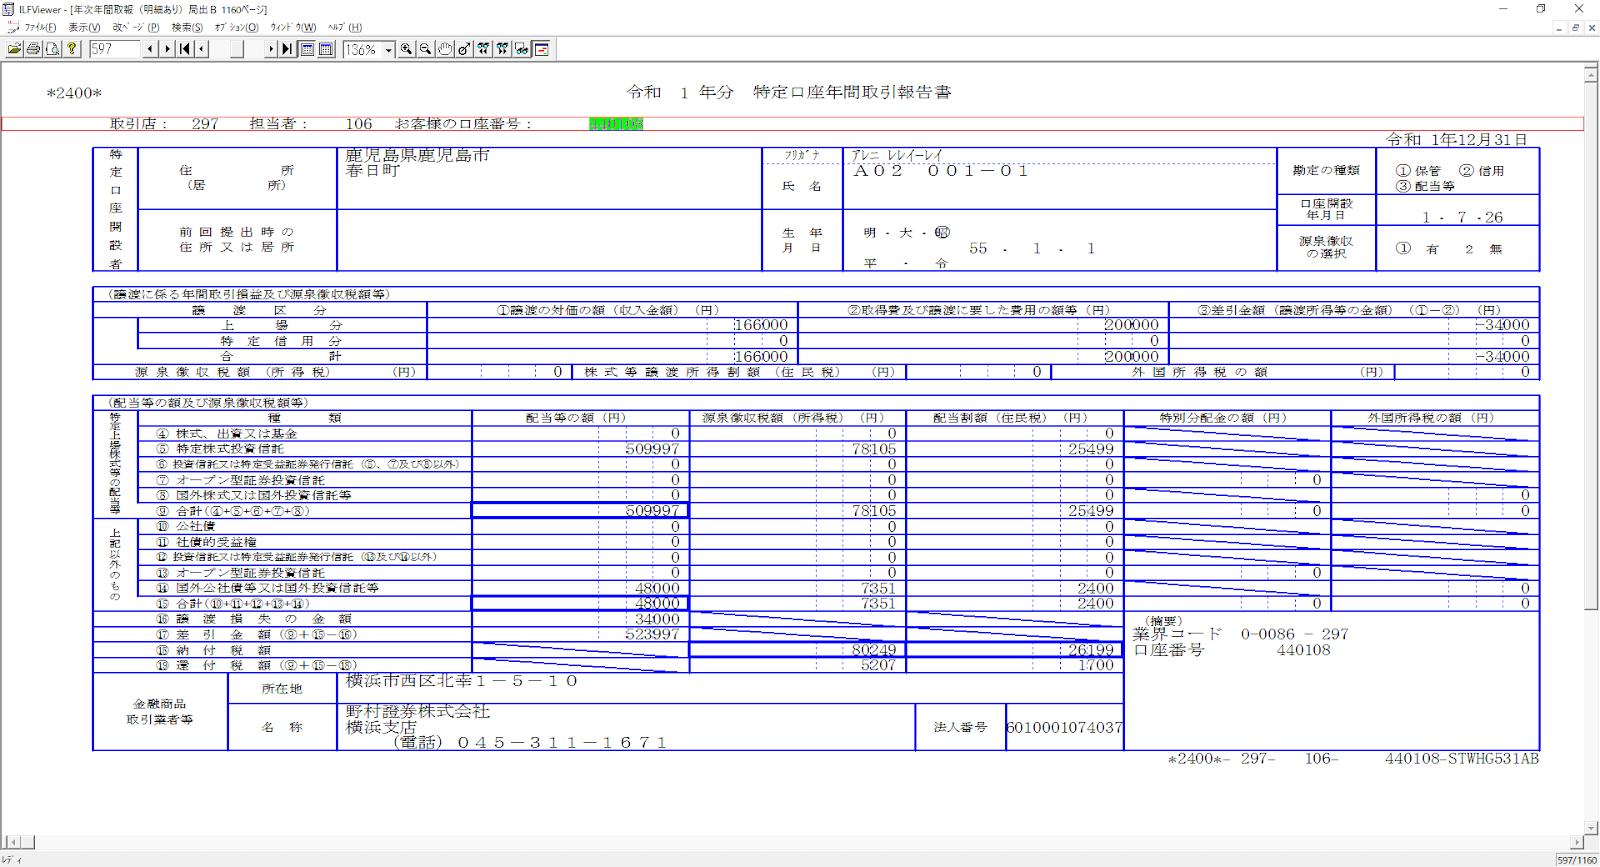 ILFViewer - [年次年間取報（明細あり）局出Ｂ 1160ページ]
ﾌｧｲﾙ(F) 表示(V) 改ﾍﾟｰｼﾞ(P) 検索(S) ｵﾌﾟｼｮﾝ(O) ｳｨﾝﾄﾞｳ(W) ﾍﾙﾌﾟ(H)
597 136%
*2400* 令和 1 年分 特定口座年間取引報告書
取引店： 297 担当者： 106 お客様の口座番号：
令和 1年12月31日
特定口座開設者
住所（居所）
鹿児島県鹿児島市
春日町
ﾌﾘｶﾞﾅ ｱﾚﾆ ﾚﾚｲｰﾚｲ
氏名 Ａ０２ ００１－０１
勘定の種類 ① 保管 ② 信用
③ 配当等
口座開設年月日 1 - 7 -26
前回提出時の住所又は居所
生年月日 明・大・㊼
55 . 1 . 1
平 ・ 令
源泉徴収の選択 ① 有 2 無
（譲渡に係る年間取引損益及び源泉徴収税額等）
譲渡区分 ①譲渡の対価の額（収入金額）（円） ②取得費及び譲渡に要した費用の額等（円） ③差引金額（譲渡所得等の金額）（①－②）（円）
上場分 166000 200000 -34000
特定信用分 0 0 0
合計 166000 200000 -34000
源泉徴収税額（所得税）（円） 0 株式等譲渡所得割額（住民税）（円） 0 外国所得税の額（円） 0
（配当等の額及び源泉徴収税額等）
特定上場株式等の配当等
種類 配当等の額（円） 源泉徴収税額（所得税）（円） 配当割額（住民税）（円） 特別分配金の額（円） 外国所得税の額（円）
④ 株式、出資又は基金 0 0 0
⑤ 特定株式投資信託 509997 78105 25499
⑥ 投資信託又は特定受益証券発行信託（⑤、⑦及び⑧以外） 0 0 0
⑦ オープン型証券投資信託 0 0 0 0
⑧ 国外株式又は国外投資信託等 0 0 0 0
⑨ 合計(④+⑤+⑥+⑦+⑧) 509997 78105 25499 0 0
上記以外のもの
⑩ 公社債 0 0 0
⑪ 社債的受益権 0 0 0
⑫ 投資信託又は特定受益証券発行信託（⑬及び⑭以外） 0 0 0
⑬ オープン型証券投資信託 0 0 0 0
⑭ 国外公社債等又は国外投資信託等 48000 7351 2400 0
⑮ 合計(⑩+⑪+⑫+⑬+⑭) 48000 7351 2400 0 0
⑯ 譲渡損失の金額 34000
⑰ 差引金額（⑨＋⑮－⑯） 523997
⑱ 納付税額 80249 26199
⑲ 還付税額（⑨＋⑮－⑱） 5207 1700
（摘要）
業界コード 0-0086 - 297
口座番号 440108
金融商品取引業者等
所在地 横浜市西区北幸１－５－１０
名称 野村證券株式会社
横浜支店
（電話）０４５－３１１－１６７１
法人番号 6010001074037
*2400*- 297- 106- 440108-STWHG531AB
ﾚﾃﾞｨ 597/1160